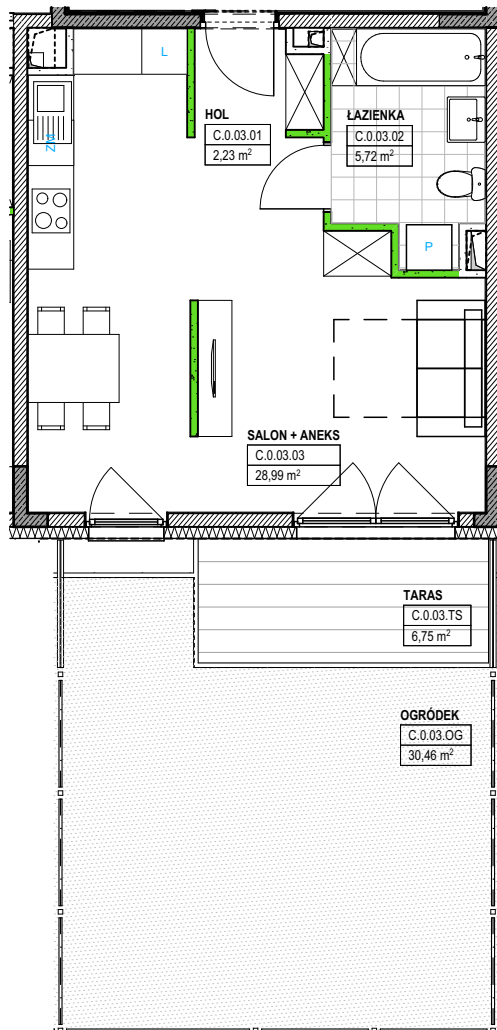 L
HOL
C.0.03.01
2,23 m²
ŁAZIENKA
C.0.03.02
5,72 m²
ZM
P
SALON + ANEKS
C.0.03.03
28,99 m²
TARAS
C.0.03.TS
6,75 m²
OGRÓDEK
C.0.03.OG
30,46 m²